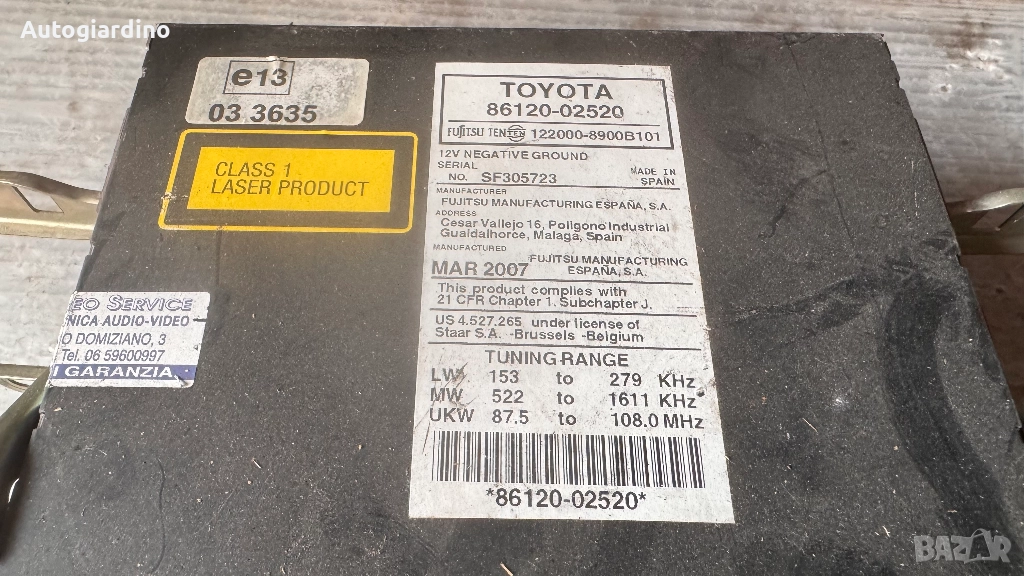 Autogiardino
e13
03 3635
CLASS 1
LASER PRODUCT
EO SERVICE
NICA AUDIO-VIDEO
O DOMIZIANO, 3
Tel. 06 59600997
I GARANZIA
TOYOTA
86120-02520
FUJITSU TEN TEN 122000-8900B101
12V NEGATIVE GROUND
SERIAL
NO. SF305723
MADE IN
SPAIN
MANUFACTURER
FUJITSU MANUFACTURING ESPAÑA, S.A.
ADDRESS
Cesar Vallejo 16, Poligono Industrial
Gualdalhorce, Malaga, Spain
MANUFACTURED
MAR 2007
FUJITSU MANUFACTURING
ESPAÑA, S.A.
This product complies with
21 CFR Chapter 1. Subchapter J.
US 4.527.265 under license of
Staar S.A. -Brussels -Belgium
TUNING RANGE
LW 153 to 279 KHz
MW 522 to 1611 KHz
UKW 87.5 to 108.0 MHz
*86120-02520*
BAZAR